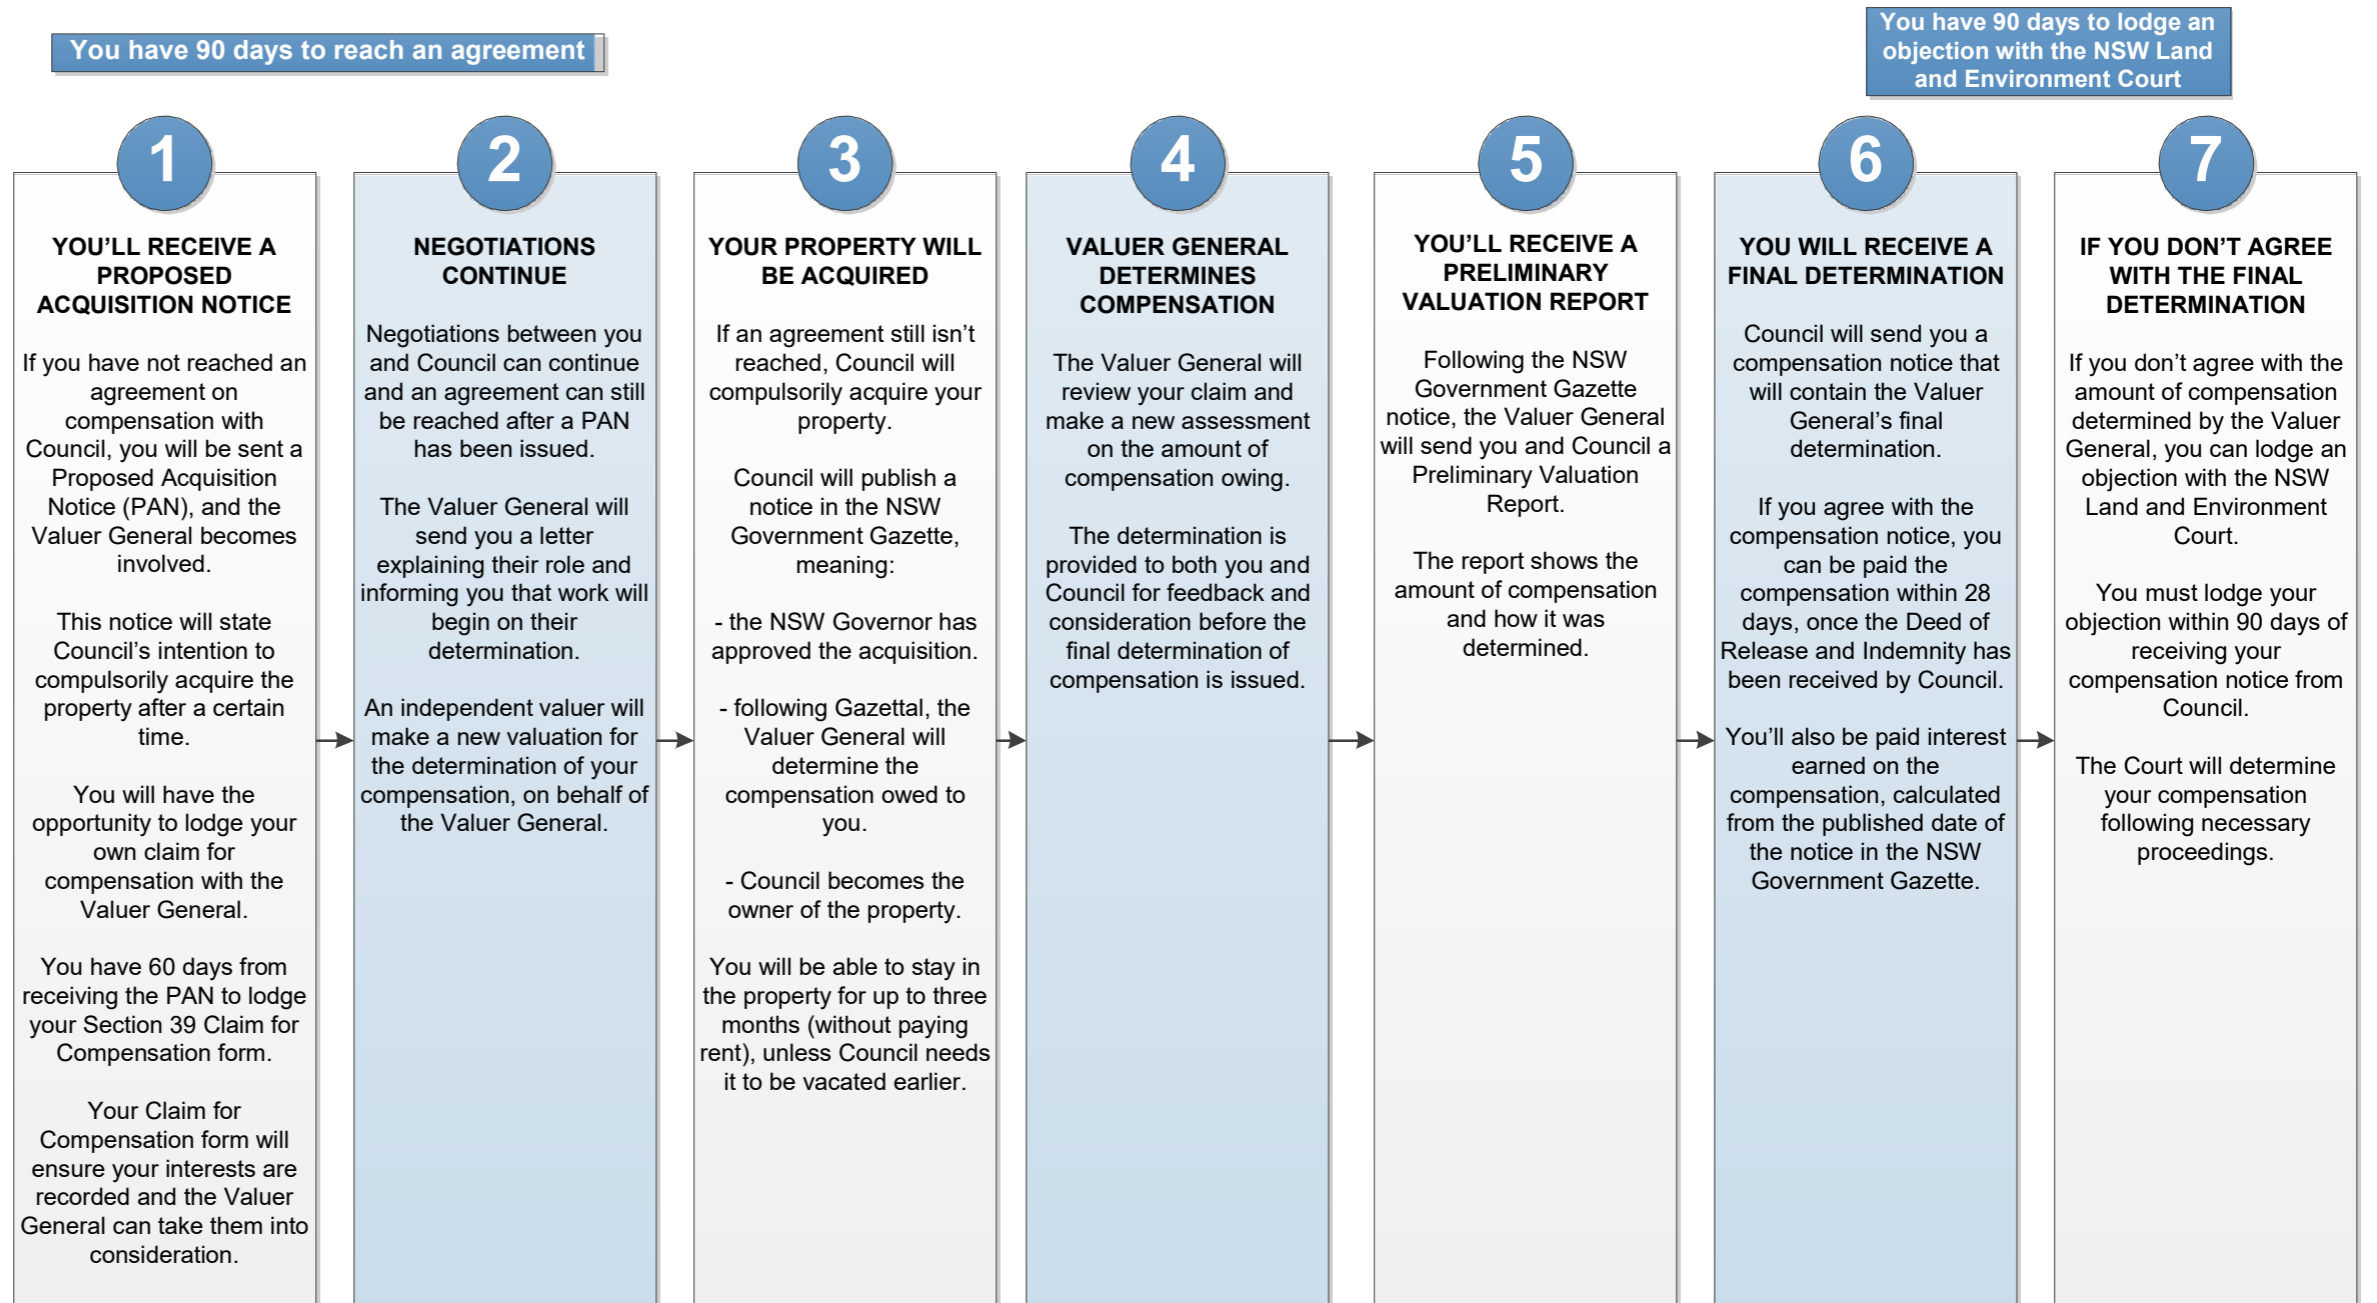 You have 90 days to reach an agreement
You have 90 days to lodge an
objection with the NSW Land
and Environment Court
1
YOU’LL RECEIVE A
PROPOSED
ACQUISITION NOTICE
If you have not reached an
agreement on
compensation with
Council, you will be sent a
Proposed Acquisition
Notice (PAN), and the
Valuer General becomes
involved.
This notice will state
Council’s intention to
compulsorily acquire the
property after a certain
time.
You will have the
opportunity to lodge your
own claim for
compensation with the
Valuer General.
You have 60 days from
receiving the PAN to lodge
your Section 39 Claim for
Compensation form.
Your Claim for
Compensation form will
ensure your interests are
recorded and the Valuer
General can take them into
consideration.
2
NEGOTIATIONS
CONTINUE
Negotiations between you
and Council can continue
and an agreement can still
be reached after a PAN
has been issued.
The Valuer General will
send you a letter
explaining their role and
informing you that work will
begin on their
determination.
An independent valuer will
make a new valuation for
the determination of your
compensation, on behalf of
the Valuer General.
3
YOUR PROPERTY WILL
BE ACQUIRED
If an agreement still isn’t
reached, Council will
compulsorily acquire your
property.
Council will publish a
notice in the NSW
Government Gazette,
meaning:
- the NSW Governor has
approved the acquisition.
- following Gazettal, the
Valuer General will
determine the
compensation owed to
you.
- Council becomes the
owner of the property.
You will be able to stay in
the property for up to three
months (without paying
rent), unless Council needs
it to be vacated earlier.
4
VALUER GENERAL
DETERMINES
COMPENSATION
The Valuer General will
review your claim and
make a new assessment
on the amount of
compensation owing.
The determination is
provided to both you and
Council for feedback and
consideration before the
final determination of
compensation is issued.
5
YOU’LL RECEIVE A
PRELIMINARY
VALUATION REPORT
Following the NSW
Government Gazette
notice, the Valuer General
will send you and Council a
Preliminary Valuation
Report.
The report shows the
amount of compensation
and how it was
determined.
6
YOU WILL RECEIVE A
FINAL DETERMINATION
Council will send you a
compensation notice that
will contain the Valuer
General’s final
determination.
If you agree with the
compensation notice, you
can be paid the
compensation within 28
days, once the Deed of
Release and Indemnity has
been received by Council.
You’ll also be paid interest
earned on the
compensation, calculated
from the published date of
the notice in the NSW
Government Gazette.
7
IF YOU DON’T AGREE
WITH THE FINAL
DETERMINATION
If you don’t agree with the
amount of compensation
determined by the Valuer
General, you can lodge an
objection with the NSW
Land and Environment
Court.
You must lodge your
objection within 90 days of
receiving your
compensation notice from
Council.
The Court will determine
your compensation
following necessary
proceedings.